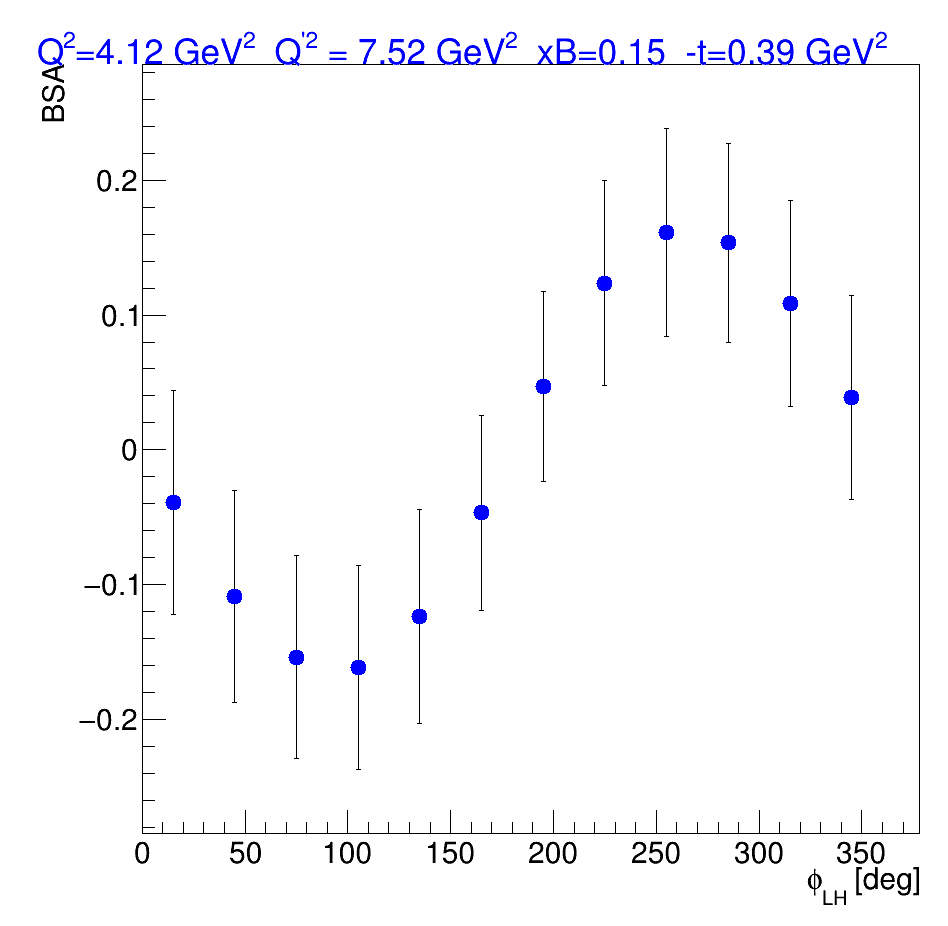 Q²=4.12 GeV² Q'² = 7.52 GeV² xB=0.15 -t=0.39 GeV²
BSA
0.2
0.1
0
−0.1
−0.2
0 50 100 150 200 250 300 350
ϕLH [deg]